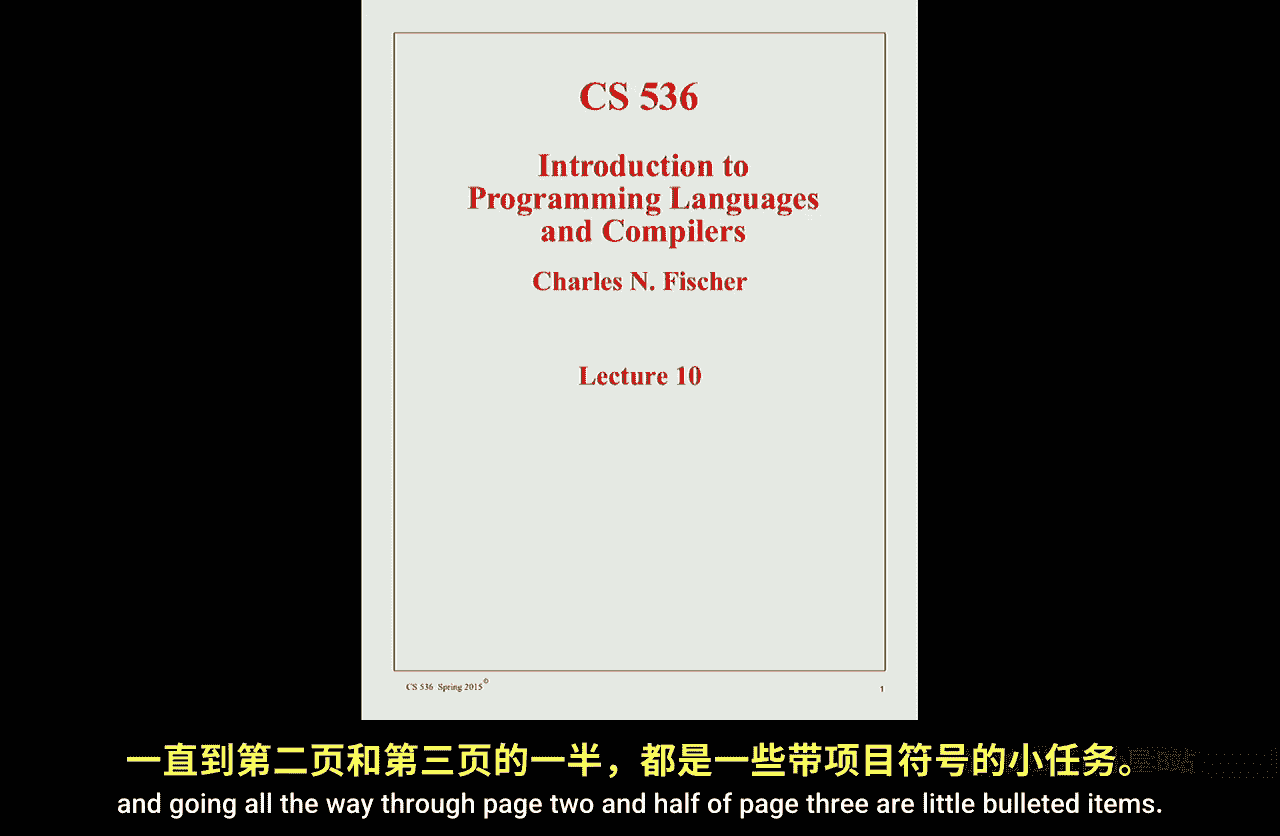 CS 536
Introduction to
Programming Languages
and Compilers
Charles N. Fischer
Lecture 10
CS 536 Spring 2015©
1
一直到第二页和第三页的一半，都是一些带项目符号的小任务。
and going all the way through page two and half of page three are little bulleted items.